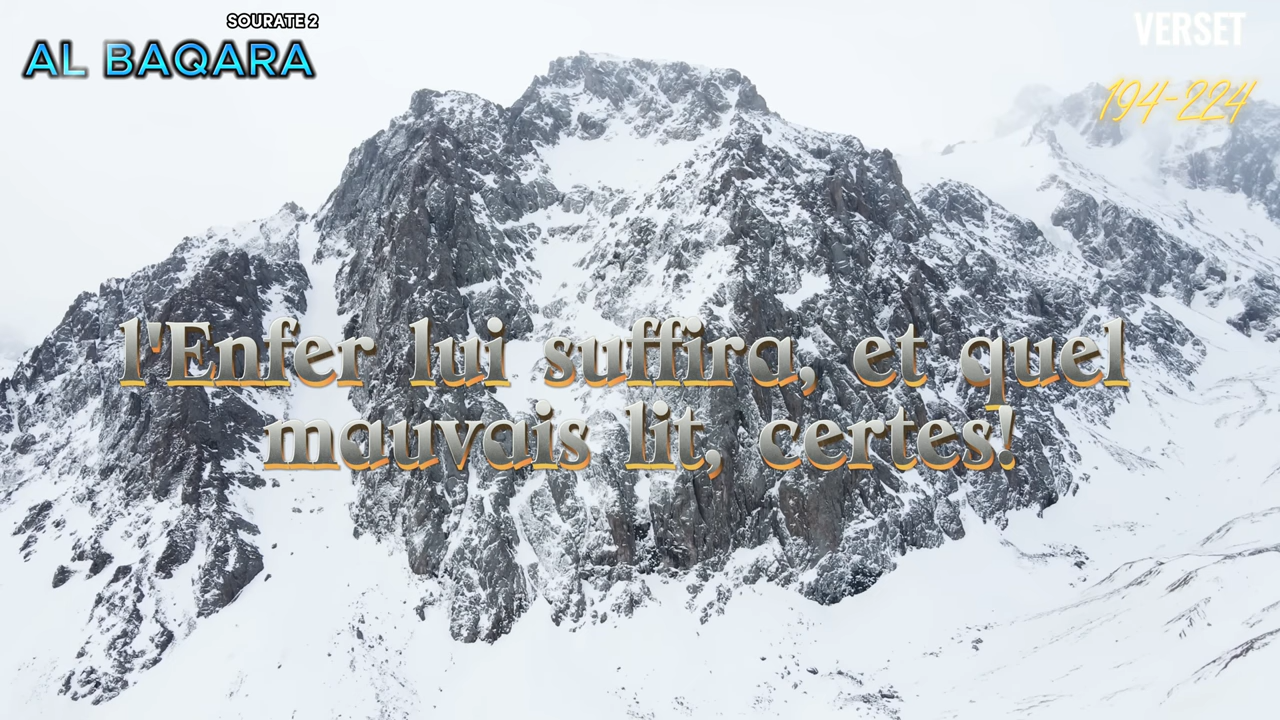 SOURATE 2
AL BAQARA
VERSET
194-224
l'Enfer lui suffira, et quel
mauvais lit, certes!